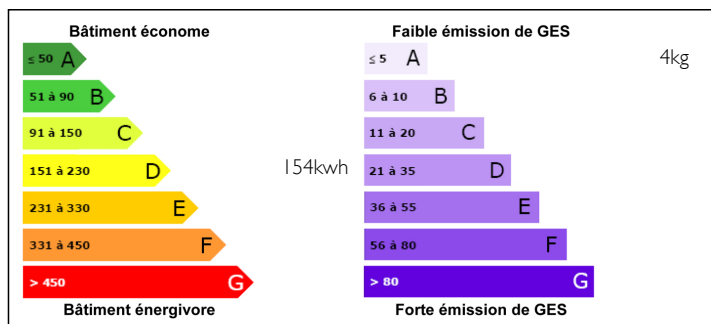 Bâtiment économe
≤ 50 A
51 à 90 B
91 à 150 C
151 à 230 D
154kwh
231 à 330 E
331 à 450 F
> 450 G
Bâtiment énergivore
Faible émission de GES
≤ 5 A
4kg
6 à 10 B
11 à 20 C
21 à 35 D
36 à 55 E
56 à 80 F
> 80 G
Forte émission de GES